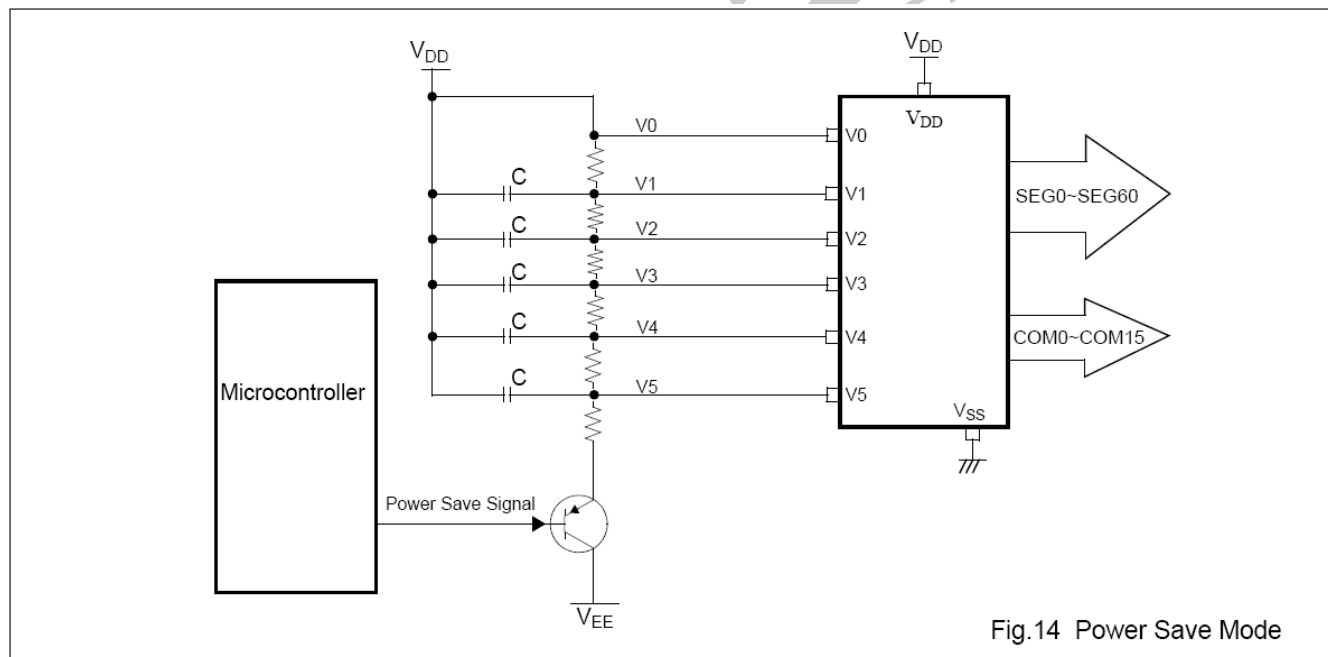 VDD
VDD
VDD
V0
V0
C
V1
V1
SEG0~SEG60
C
V2
V2
C
V3
V3
C
V4
V4
COM0~COM15
Microcontroller
C
V5
V5
VSS
Power Save Signal
VEE
Fig.14 Power Save Mode